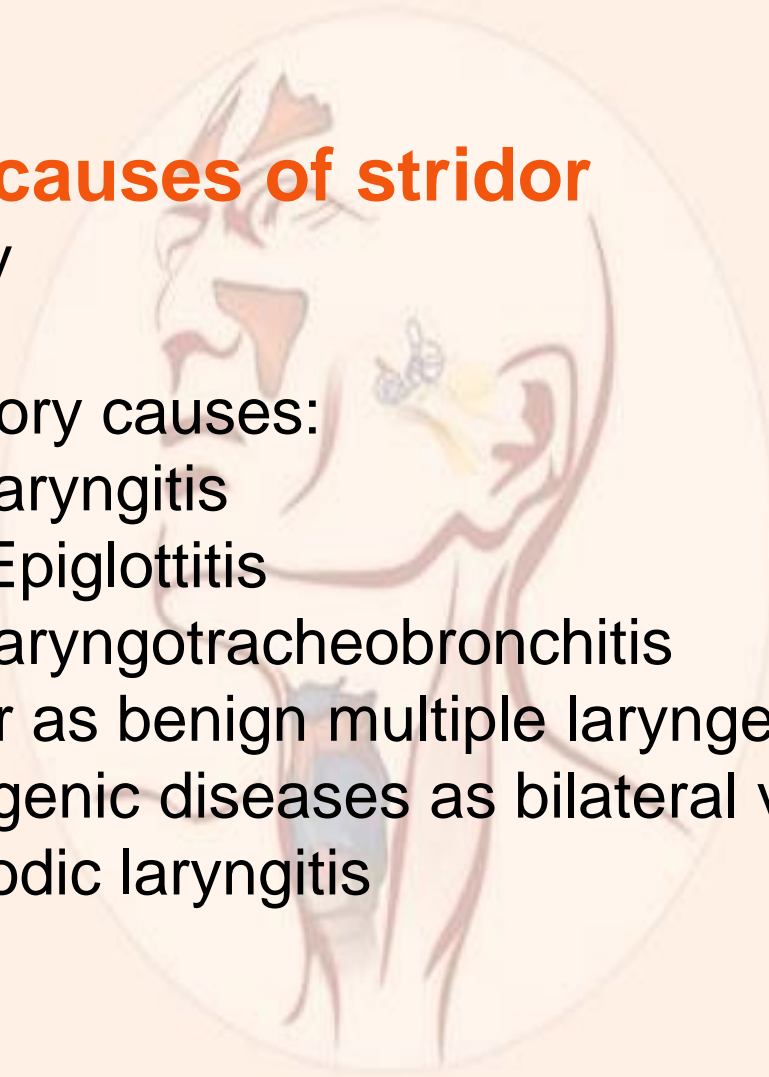 causes of stridor
y
ory causes:
aryngitis
Epiglottitis
aryngotracheobronchitis
r as benign multiple larynge
genic diseases as bilateral v
odic laryngitis